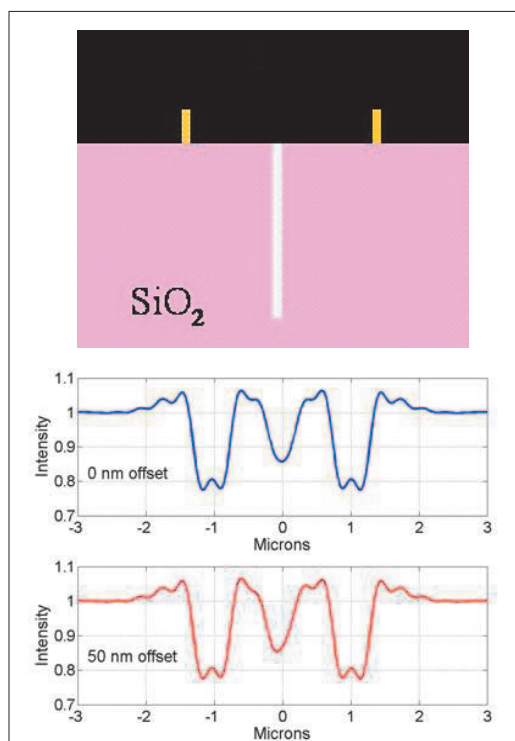 SiO₂
1.1
1
0.9
0.8
0.7
Intensity
0 nm offset
-3 -2 -1 0 1 2 3
Microns
1.1
1
0.9
0.8
0.7
Intensity
50 nm offset
-3 -2 -1 0 1 2 3
Microns